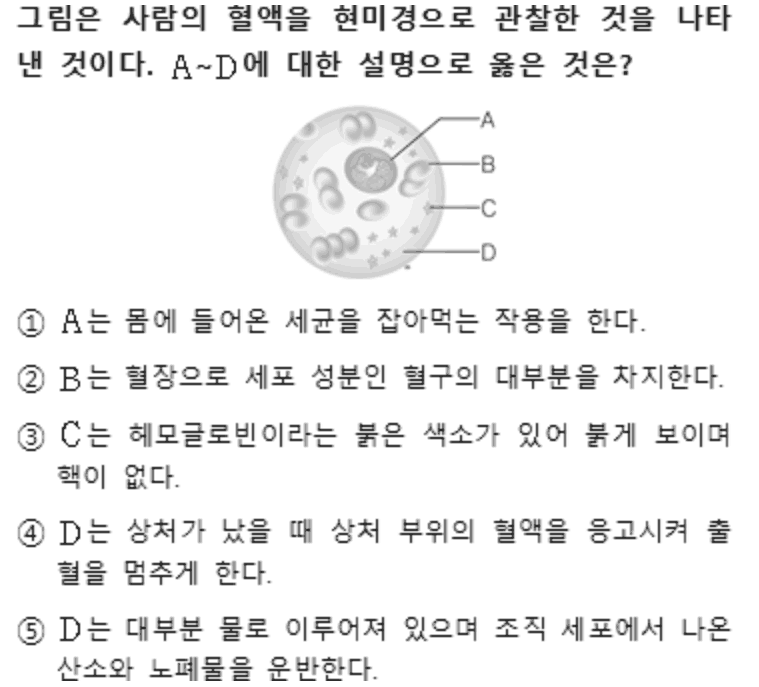 그림은 사람의 혈액을 현미경으로 관찰한 것을 나타
낸 것이다. A~D에 대한 설명으로 옳은 것은?
A
B
C
D
① A는 몸에 들어온 세균을 잡아먹는 작용을 한다.
② B는 혈장으로 세포 성분인 혈구의 대부분을 차지한다.
③ C는 헤모글로빈이라는 붉은 색소가 있어 붉게 보이며
핵이 없다.
④ D는 상처가 났을 때 상처 부위의 혈액을 응고시켜 출
혈을 멈추게 한다.
⑤ D는 대부분 물로 이루어져 있으며 조직 세포에서 나온
산소와 노폐물을 운반한다.